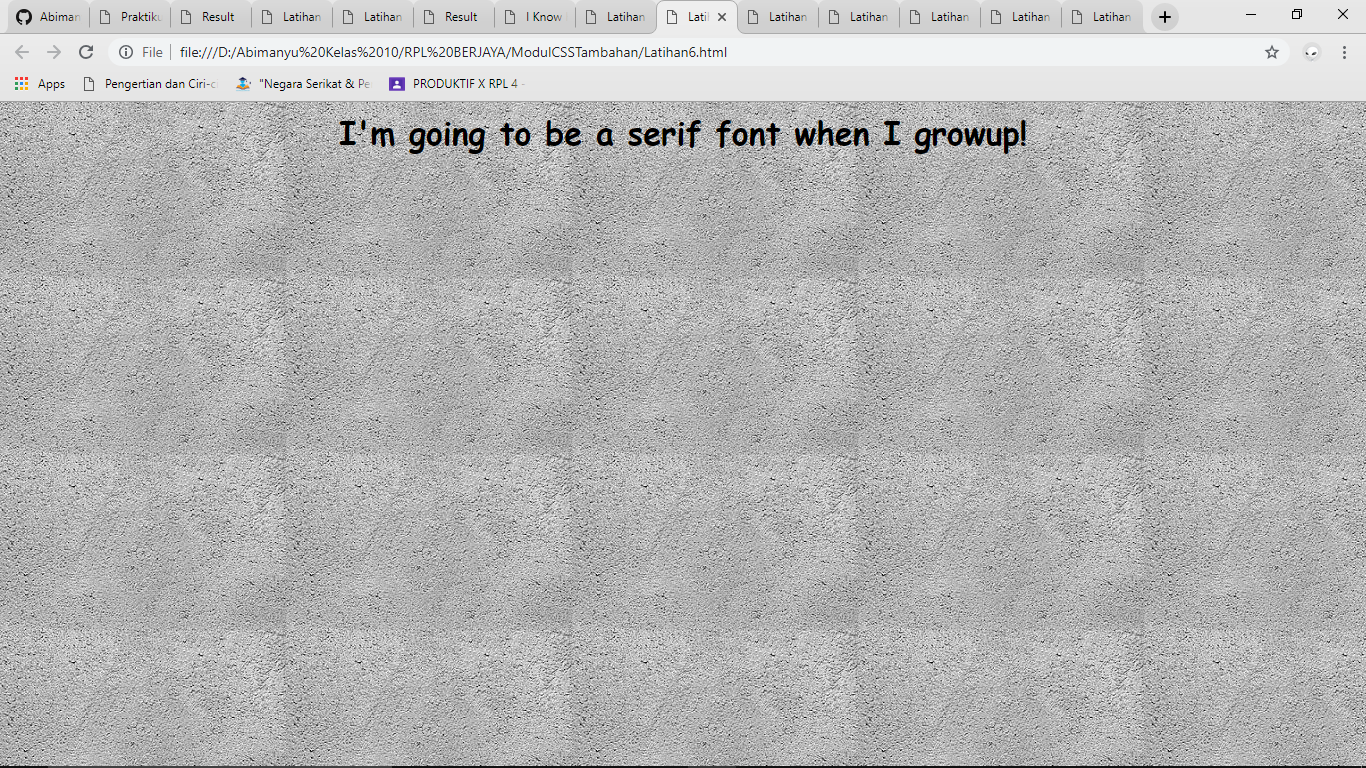 Abiman
Praktiku
Result
Latihan
Latihan
Result
I Know
Latihan
Lati
Latihan
Latihan
Latihan
Latihan
Latihan
File
file:///D:/Abimanyu%20Kelas%2010/RPL%20BERJAYA/ModulCSSTambahan/Latihan6.html
Apps
Pengertian dan Ciri-c
"Negara Serikat & Pe
PRODUKTIF X RPL 4 -
I'm going to be a serif font when I growup!